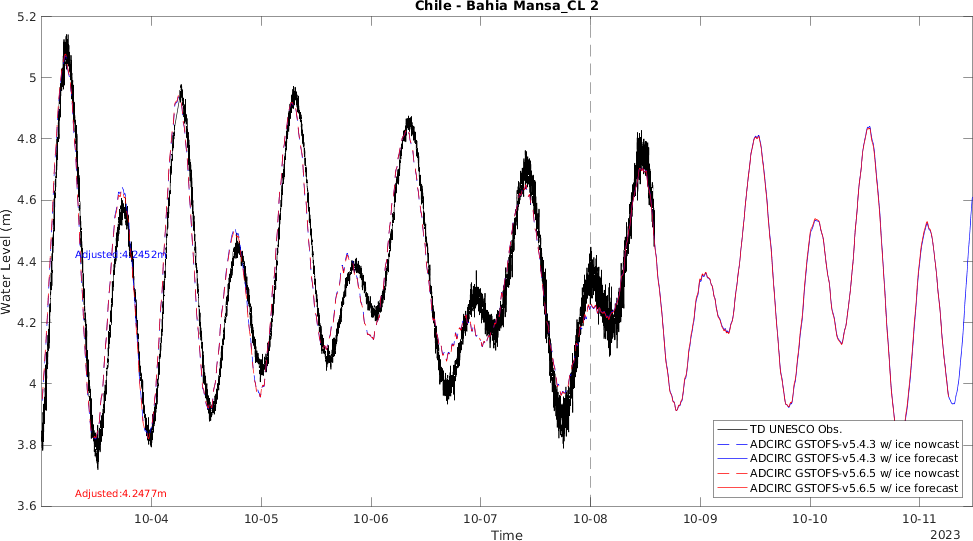 Chile - Bahia Mansa_CL 2
Water Level (m)
5.2
5
4.8
4.6
4.4
4.2
4
3.8
3.6
Adjusted:4.2452m
Adjusted:4.2477m
TD UNESCO Obs.
ADCIRC GSTOFS-v5.4.3 w/ ice nowcast
ADCIRC GSTOFS-v5.4.3 w/ ice forecast
ADCIRC GSTOFS-v5.6.5 w/ ice nowcast
ADCIRC GSTOFS-v5.6.5 w/ ice forecast
10-04 10-05 10-06 10-07 10-08 10-09 10-10 10-11
Time
2023